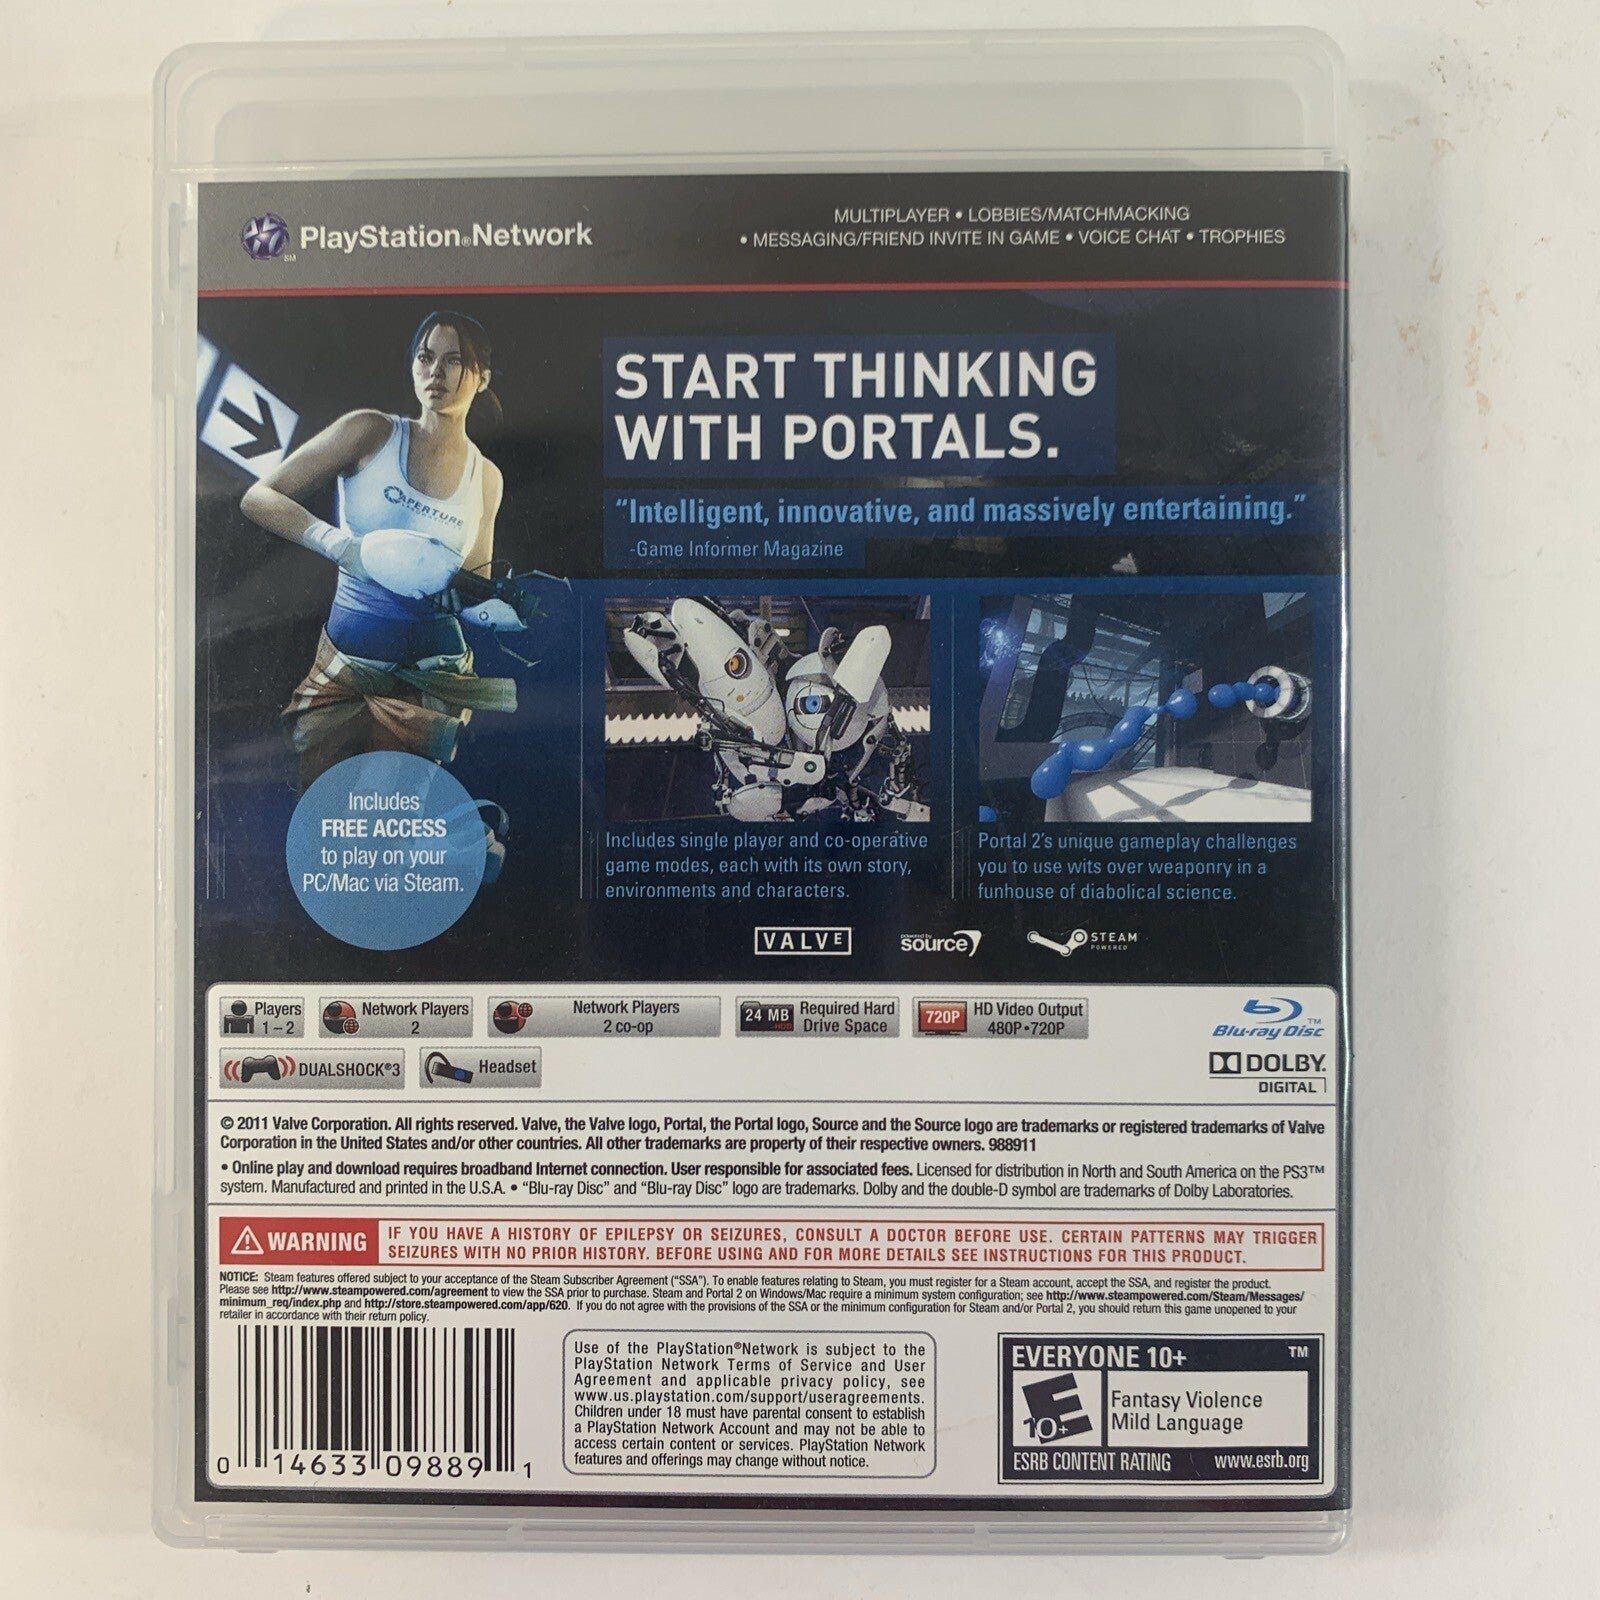 PlayStation®Network
SM
MULTIPLAYER • LOBBIES/MATCHMACKING
• MESSAGING/FRIEND INVITE IN GAME • VOICE CHAT • TROPHIES
START THINKING
WITH PORTALS.
"Intelligent, innovative, and massively entertaining."
-Game Informer Magazine
APERTURE
LABORATORIES
Includes
FREE ACCESS
to play on your
PC/Mac via Steam.
Includes single player and co-operative
game modes, each with its own story,
environments and characters.
Portal 2's unique gameplay challenges
you to use wits over weaponry in a
funhouse of diabolical science.
VALVE
powered by
source
STEAM
POWERED
Players
1 – 2
Network Players
2
Network Players
2 co-op
24 MB
HDD
Required Hard
Drive Space
720P
HD Video Output
480P•720P
Blu-ray Disc™
DUALSHOCK®3
Headset
DOLBY.
DIGITAL
© 2011 Valve Corporation. All rights reserved. Valve, the Valve logo, Portal, the Portal logo, Source and the Source logo are trademarks or registered trademarks of Valve
Corporation in the United States and/or other countries. All other trademarks are property of their respective owners. 988911
• Online play and download requires broadband Internet connection. User responsible for associated fees. Licensed for distribution in North and South America on the PS3™
system. Manufactured and printed in the U.S.A. • "Blu-ray Disc" and "Blu-ray Disc" logo are trademarks. Dolby and the double-D symbol are trademarks of Dolby Laboratories.
WARNING
IF YOU HAVE A HISTORY OF EPILEPSY OR SEIZURES, CONSULT A DOCTOR BEFORE USE. CERTAIN PATTERNS MAY TRIGGER
SEIZURES WITH NO PRIOR HISTORY. BEFORE USING AND FOR MORE DETAILS SEE INSTRUCTIONS FOR THIS PRODUCT.
NOTICE: Steam features offered subject to your acceptance of the Steam Subscriber Agreement ("SSA"). To enable features relating to Steam, you must register for a Steam account, accept the SSA, and register the product.
Please see http://www.steampowered.com/agreement to view the SSA prior to purchase. Steam and Portal 2 on Windows/Mac require a minimum system configuration; see http://www.steampowered.com/Steam/Messages/
minimum_req/index.php and http://store.steampowered.com/app/620. If you do not agree with the provisions of the SSA or the minimum configuration for Steam and/or Portal 2, you should return this game unopened to your
retailer in accordance with their return policy.
0 14633 09889 1
Use of the PlayStation®Network is subject to the
PlayStation Network Terms of Service and User
Agreement and applicable privacy policy, see
www.us.playstation.com/support/useragreements.
Children under 18 must have parental consent to establish
a PlayStation Network Account and may not be able to
access certain content or services. PlayStation Network
features and offerings may change without notice.
EVERYONE 10+ ™
E
10+
Fantasy Violence
Mild Language
ESRB CONTENT RATING www.esrb.org